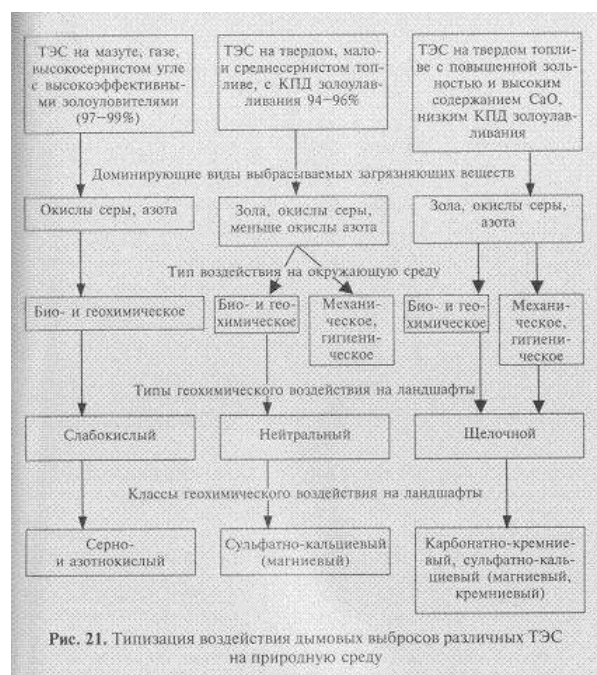 ТЭС на мазуте, газе,
высокосернистом угле
с высокоэффективны-
ми золоуловителями
(97–99%)
ТЭС на твердом, мало-
и среднесернистом топ-
ливе, с КПД золоулав-
ливания 94–96%
ТЭС на твердом топли-
ве с повышенной золь-
ностью и высоким
содержанием CaO,
низким КПД золоулав-
ливания
Доминирующие виды выбрасываемых загрязняющих веществ
Окислы серы, азота
Зола, окислы серы,
меньше окислы азота
Зола, окислы серы,
азота
Тип воздействия на окружающую среду
Био- и геохимическое
Био- и гео-
химическое
Механи-
ческое,
гигиени-
ческое
Био- и гео-
химическое
Механи-
ческое,
гигиени-
ческое
Типы геохимического воздействия на ландшафты
Слабокислый
Нейтральный
Щелочной
Классы геохимического воздействия на ландшафты
Серно-
и азотнокислый
Сульфатно-кальциевый
(магниевый)
Карбонатно-кремние-
вый, сульфатно-каль-
циевый (магниевый,
кремниевый)
Рис. 21. Типизация воздействия дымовых выбросов различных ТЭС
на природную среду